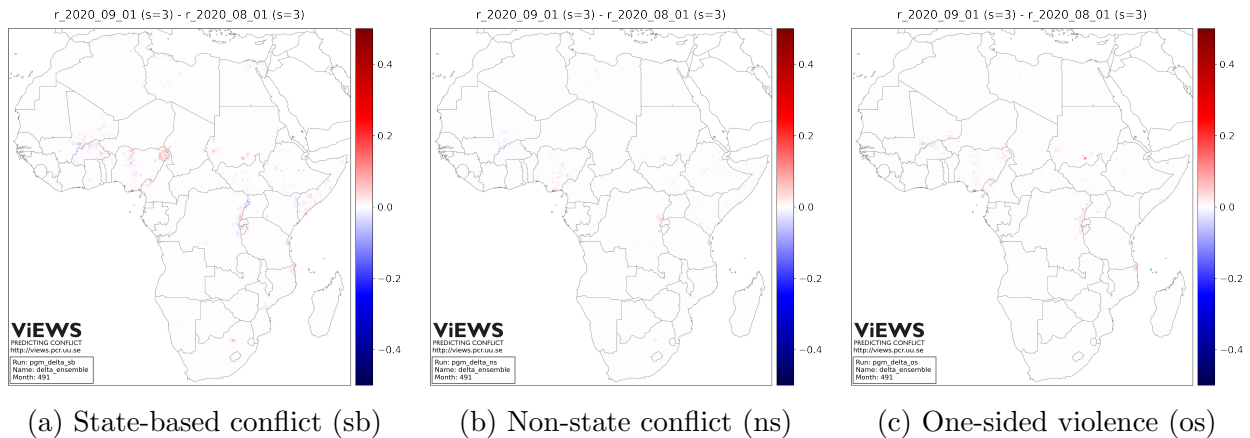 r_2020_09_01 (s=3) - r_2020_08_01 (s=3)
0.4
0.2
0.0
−0.2
−0.4
ViEWS
PREDICTING CONFLICT
http://views.pcr.uu.se
Run: pgm_delta_sb
Name: delta_ensemble
Month: 491
(a) State-based conflict (sb)
r_2020_09_01 (s=3) - r_2020_08_01 (s=3)
0.4
0.2
0.0
−0.2
−0.4
ViEWS
PREDICTING CONFLICT
http://views.pcr.uu.se
Run: pgm_delta_ns
Name: delta_ensemble
Month: 491
(b) Non-state conflict (ns)
r_2020_09_01 (s=3) - r_2020_08_01 (s=3)
0.4
0.2
0.0
−0.2
−0.4
ViEWS
PREDICTING CONFLICT
http://views.pcr.uu.se
Run: pgm_delta_os
Name: delta_ensemble
Month: 491
(c) One-sided violence (os)